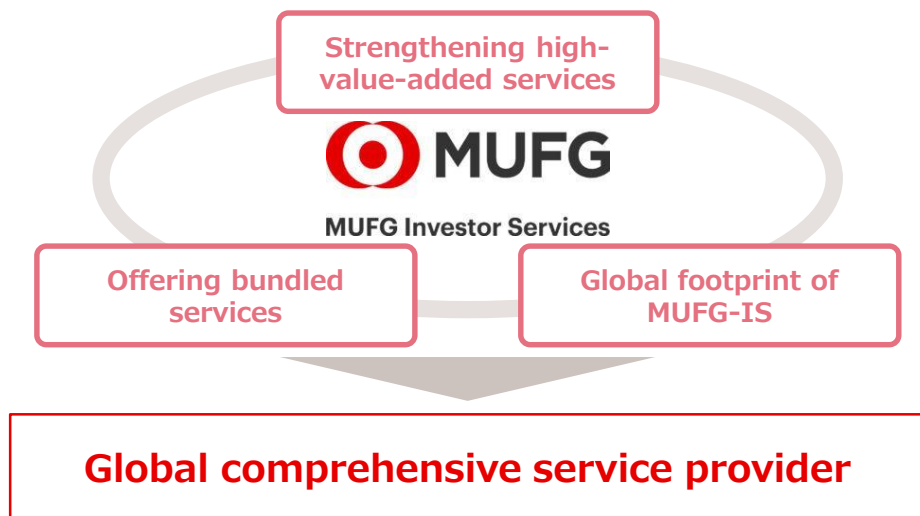 Strengthening high-
value-added services
MUFG
MUFG Investor Services
Offering bundled
services
Global footprint of
MUFG-IS
Global comprehensive service provider